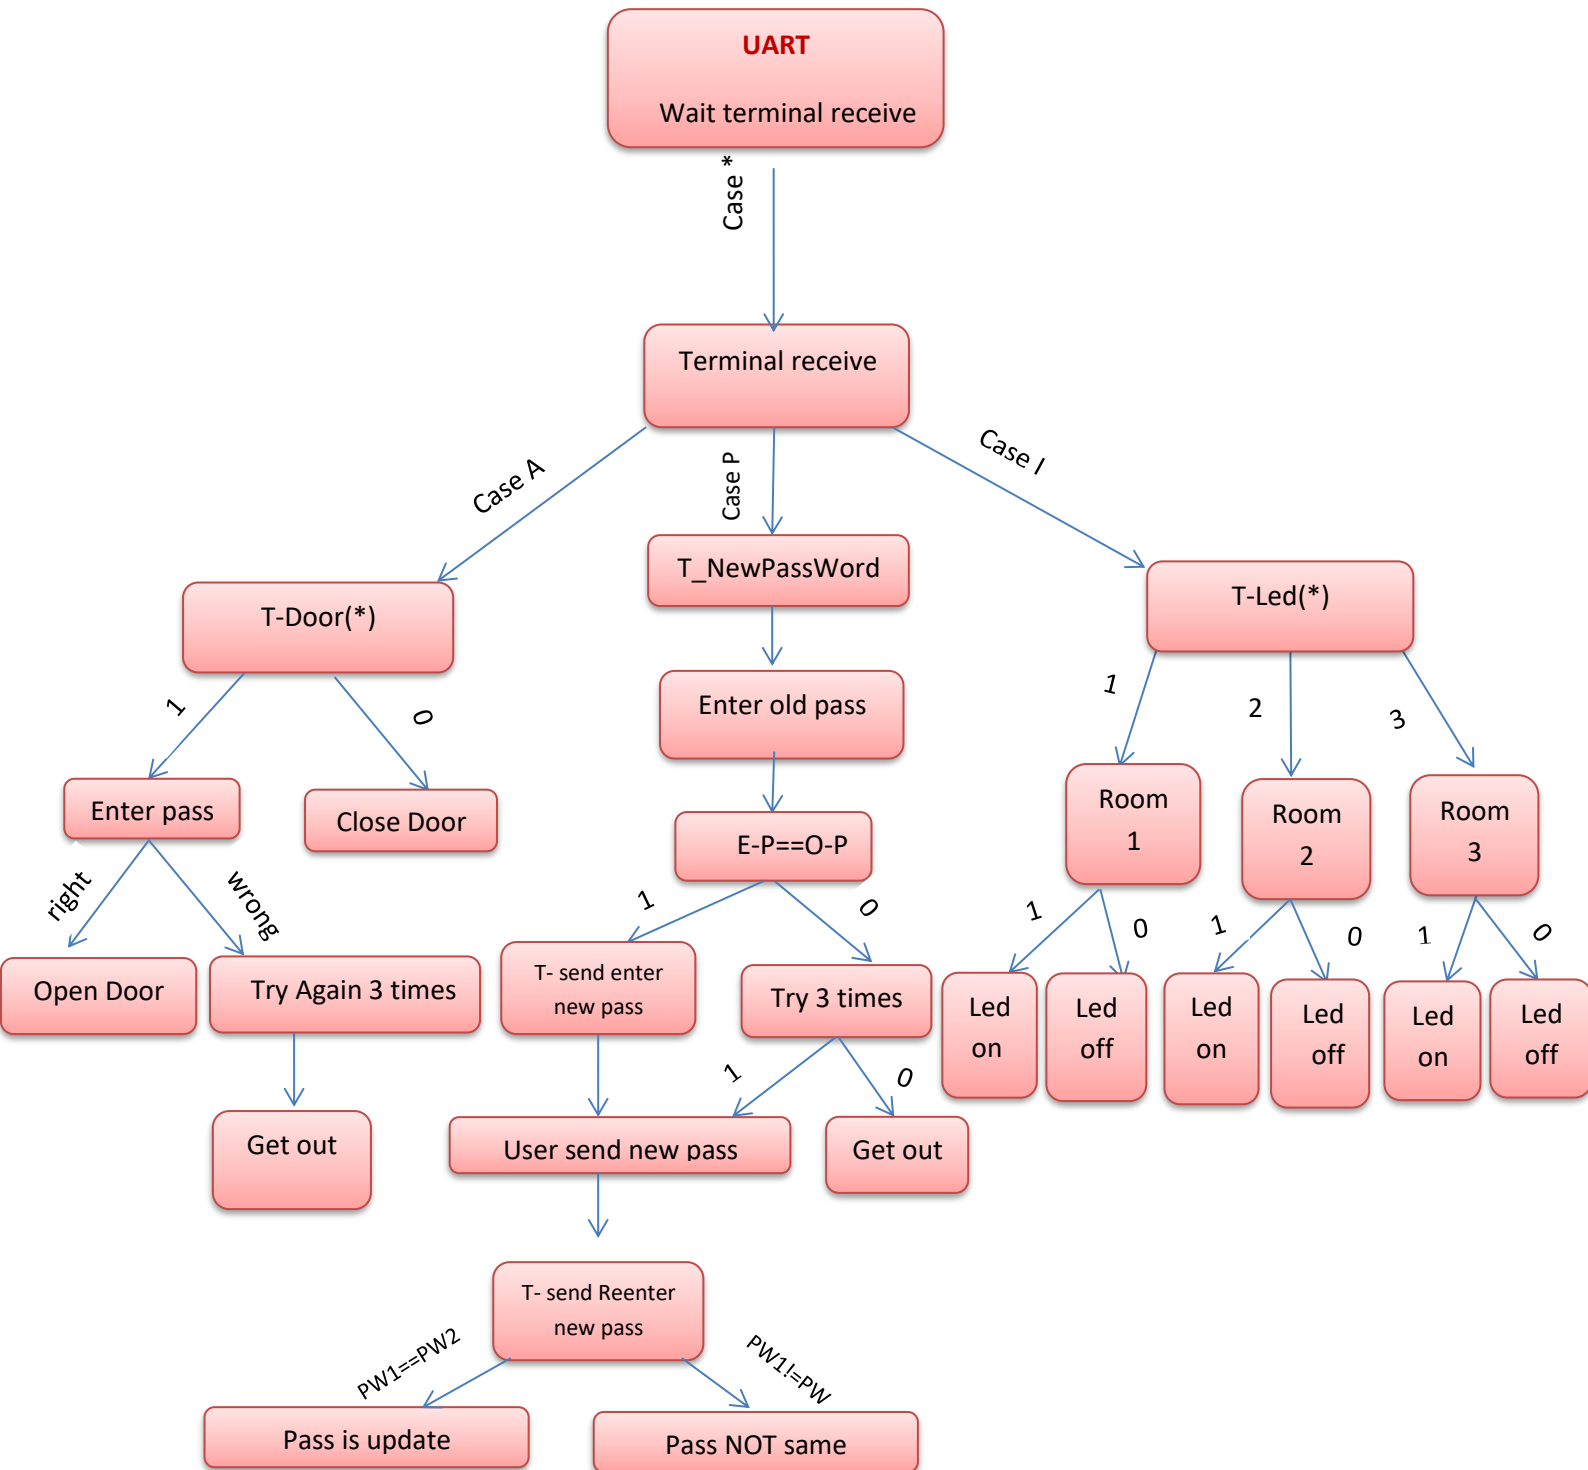 UART
Wait terminal receive
Case *
Terminal receive
Case A
Case P
Case I
T-Door(*)
T_NewPassWord
T-Led(*)
1
0
Enter old pass
1
2
3
Enter pass
Close Door
E-P==O-P
Room
1
Room
2
Room
3
right
wrong
1
0
1
0
1
0
1
0
Open Door
Try Again 3 times
T- send enter
new pass
Try 3 times
Led
on
Led
off
Led
on
Led
off
Led
on
Led
off
1
0
Get out
User send new pass
Get out
T- send Reenter
new pass
PW1==PW2
PW1!=PW
Pass is update
Pass NOT same